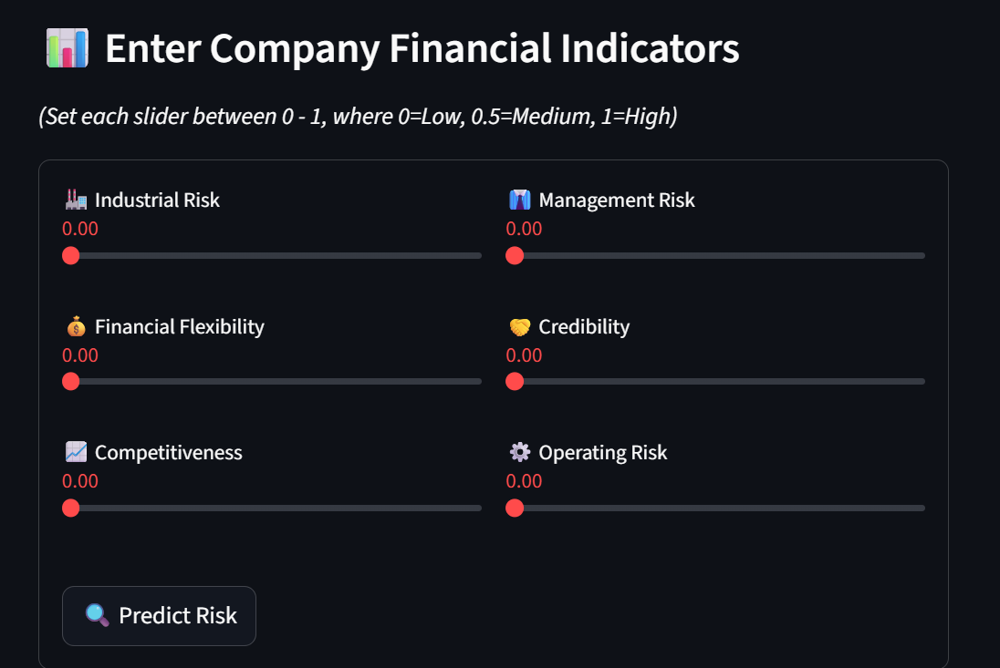 Enter Company Financial Indicators
(Set each slider between 0 - 1, where 0=Low, 0.5=Medium, 1=High)
Industrial Risk
0.00
Management Risk
0.00
Financial Flexibility
0.00
Credibility
0.00
Competitiveness
0.00
Operating Risk
0.00
Predict Risk